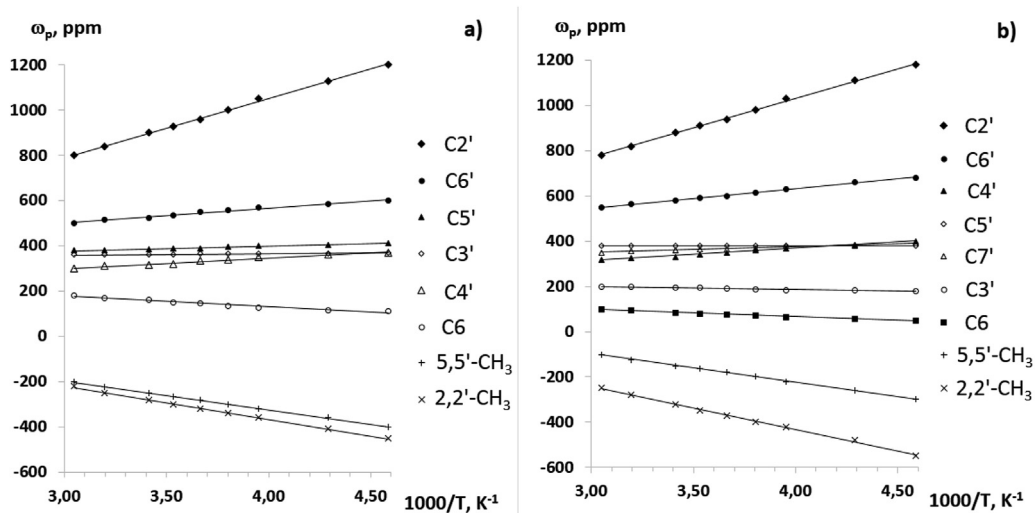 ωp, ppm
a)
1200
1000
800
600
400
200
0
-200
-400
-600
3,00
3,50
4,00
4,50
1000/T, K-1
C2'
C6'
C5'
C3'
C4'
C6
5,5'-CH3
2,2'-CH3
ωp, ppm
b)
1200
1000
800
600
400
200
0
-200
-400
-600
3,00
3,50
4,00
4,50
1000/T, K-1
C2'
C6'
C4'
C5'
C7'
C3'
C6
5,5'-CH3
2,2'-CH3